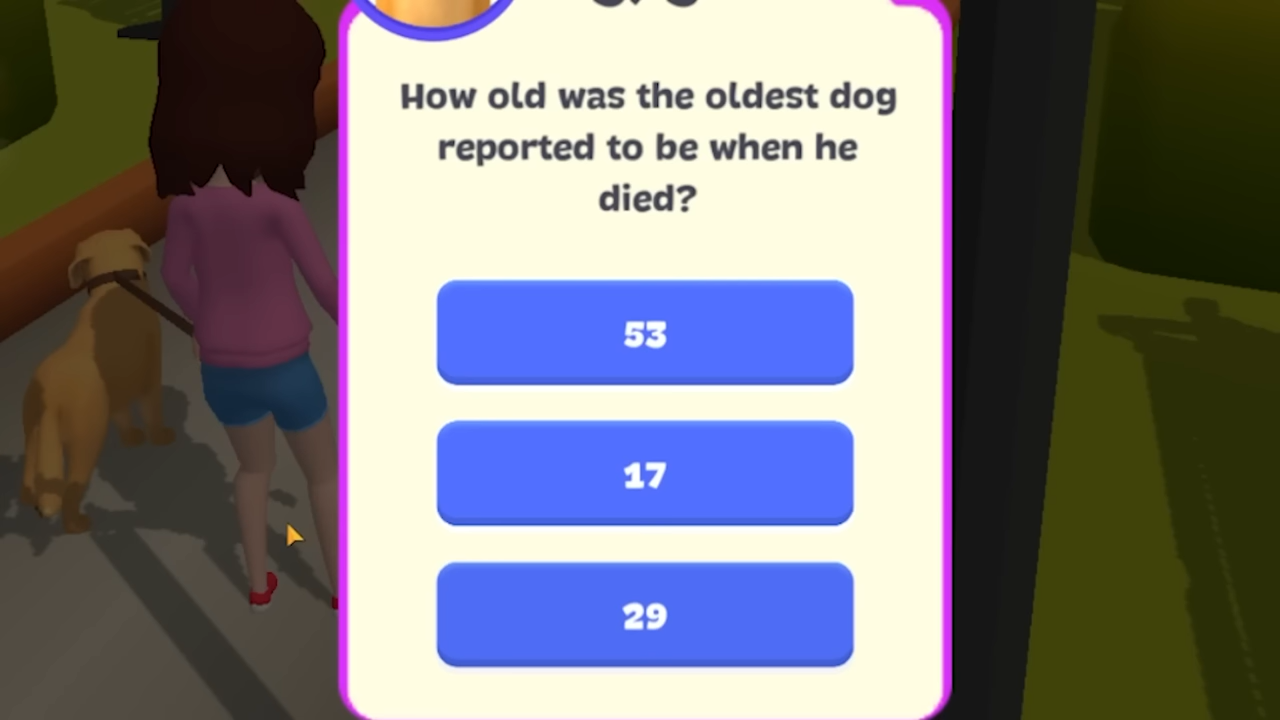 How old was the oldest dog
reported to be when he
died?
53
17
29